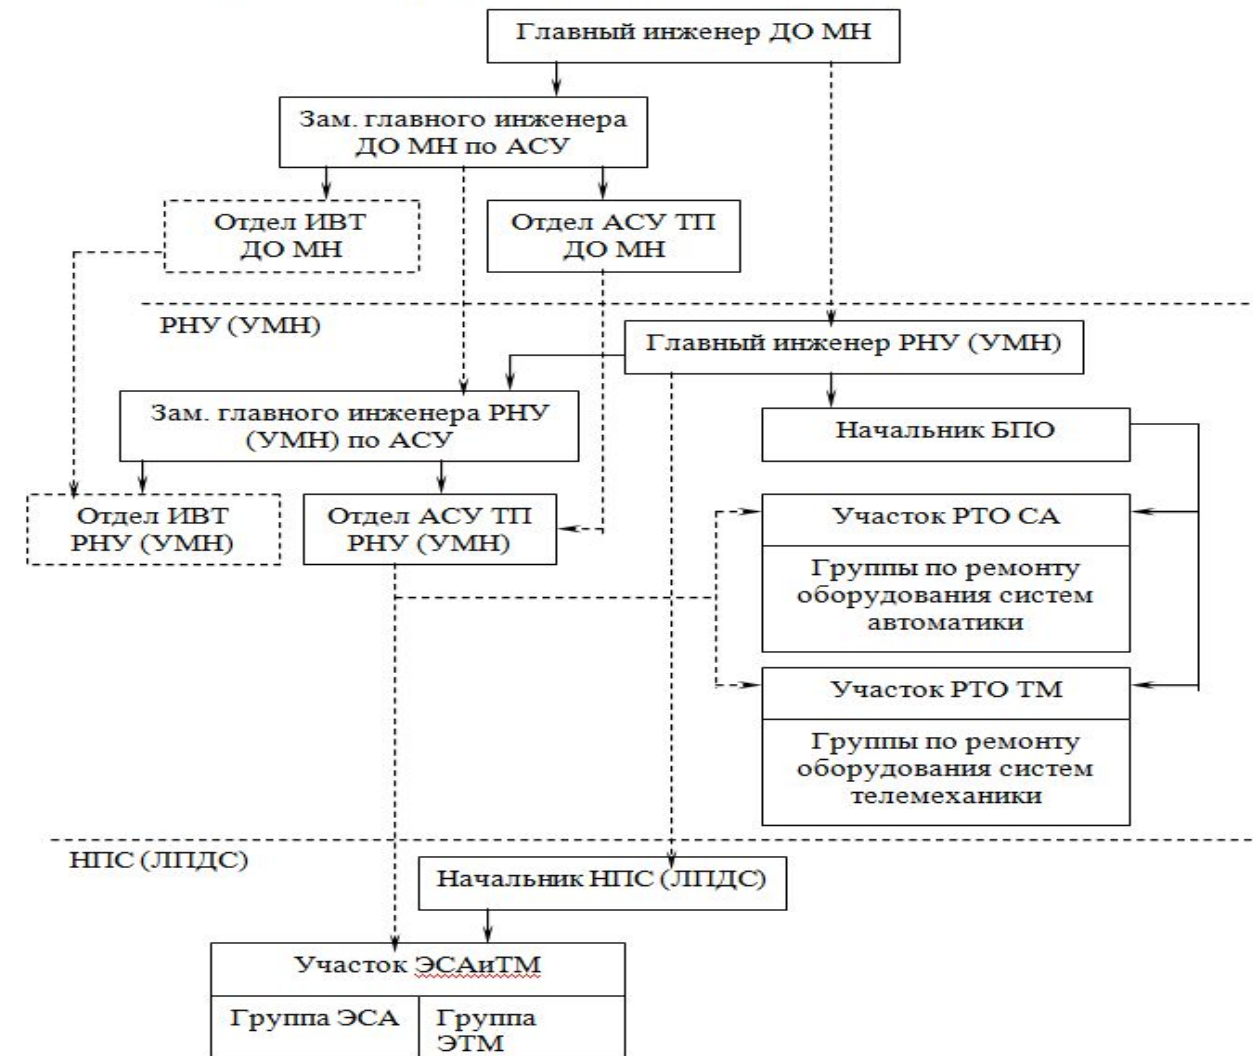 Главный инженер ДО МН
Зам. главного инженера
ДО МН по АСУ
Отдел ИВТ
ДО МН
Отдел АСУ ТП
ДО МН
РНУ (УМН)
Главный инженер РНУ (УМН)
Зам. главного инженера РНУ
(УМН) по АСУ
Начальник БПО
Отдел ИВТ
РНУ (УМН)
Отдел АСУ ТП
РНУ (УМН)
Участок РТО СА
Группы по ремонту
оборудования систем
автоматики
Участок РТО ТМ
Группы по ремонту
оборудования систем
телемеханики
НПС (ЛПДС)
Начальник НПС (ЛПДС)
Участок ЭСАиТМ
Группа ЭСА
Группа
ЭТМ